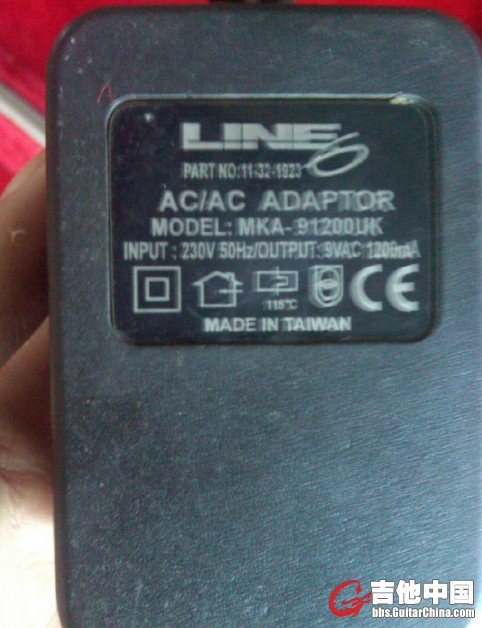 LINE 6
PART NO:11-32-1923
AC/AC ADAPTOR
MODEL: MKA- 91200UK
INPUT : 230V 50Hz/OUTPUT: 9VAC 1200mA
115℃
CE
MADE IN TAIWAN
吉他中国
bbs.GuitarChina.com